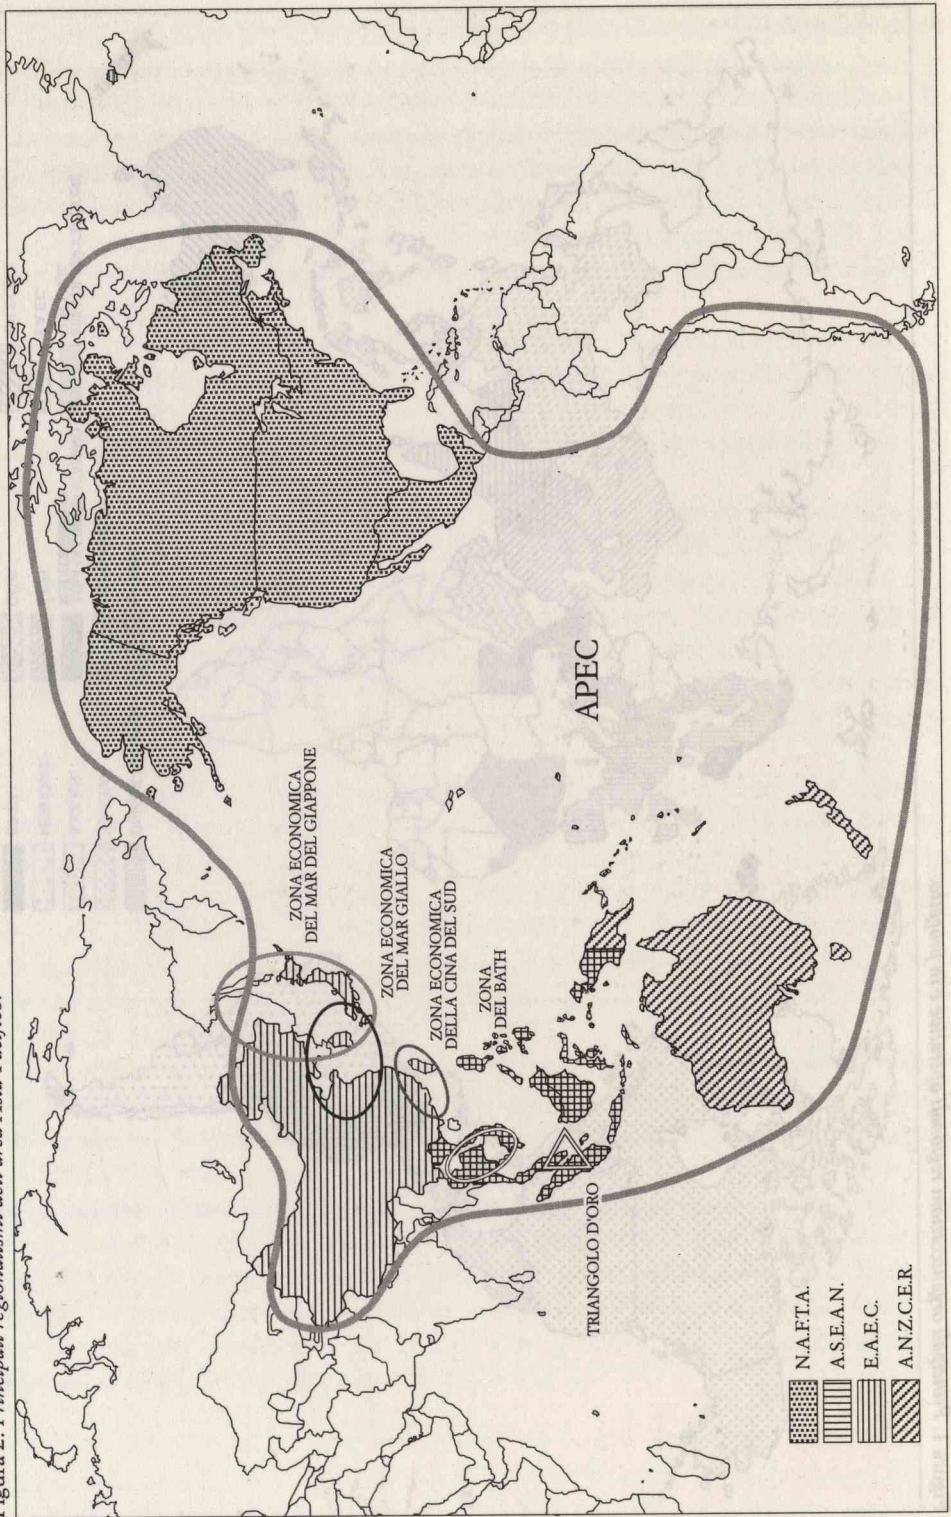 Figura 2. Principali regionalismi dell'area Asia-Pacifico.
ZONA ECONOMICA
DEL MAR DEL GIAPPONE
ZONA ECONOMICA
DEL MAR GIALLO
ZONA ECONOMICA
DELLA CINA DEL SUD
ZONA
DEL BATH
APEC
TRIANGOLO D'ORO
N.A.F.T.A.
A.S.E.A.N.
E.A.E.C.
A.N.Z.C.E.R.